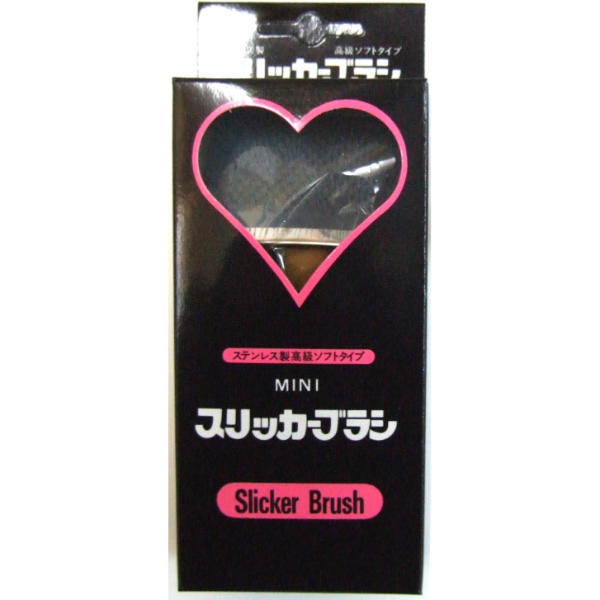 製 高級ソフトタイプ
スリッカーブラシ
ステンレス製高級ソフトタイプ
MINI
スリッカーブラシ
Slicker Brush